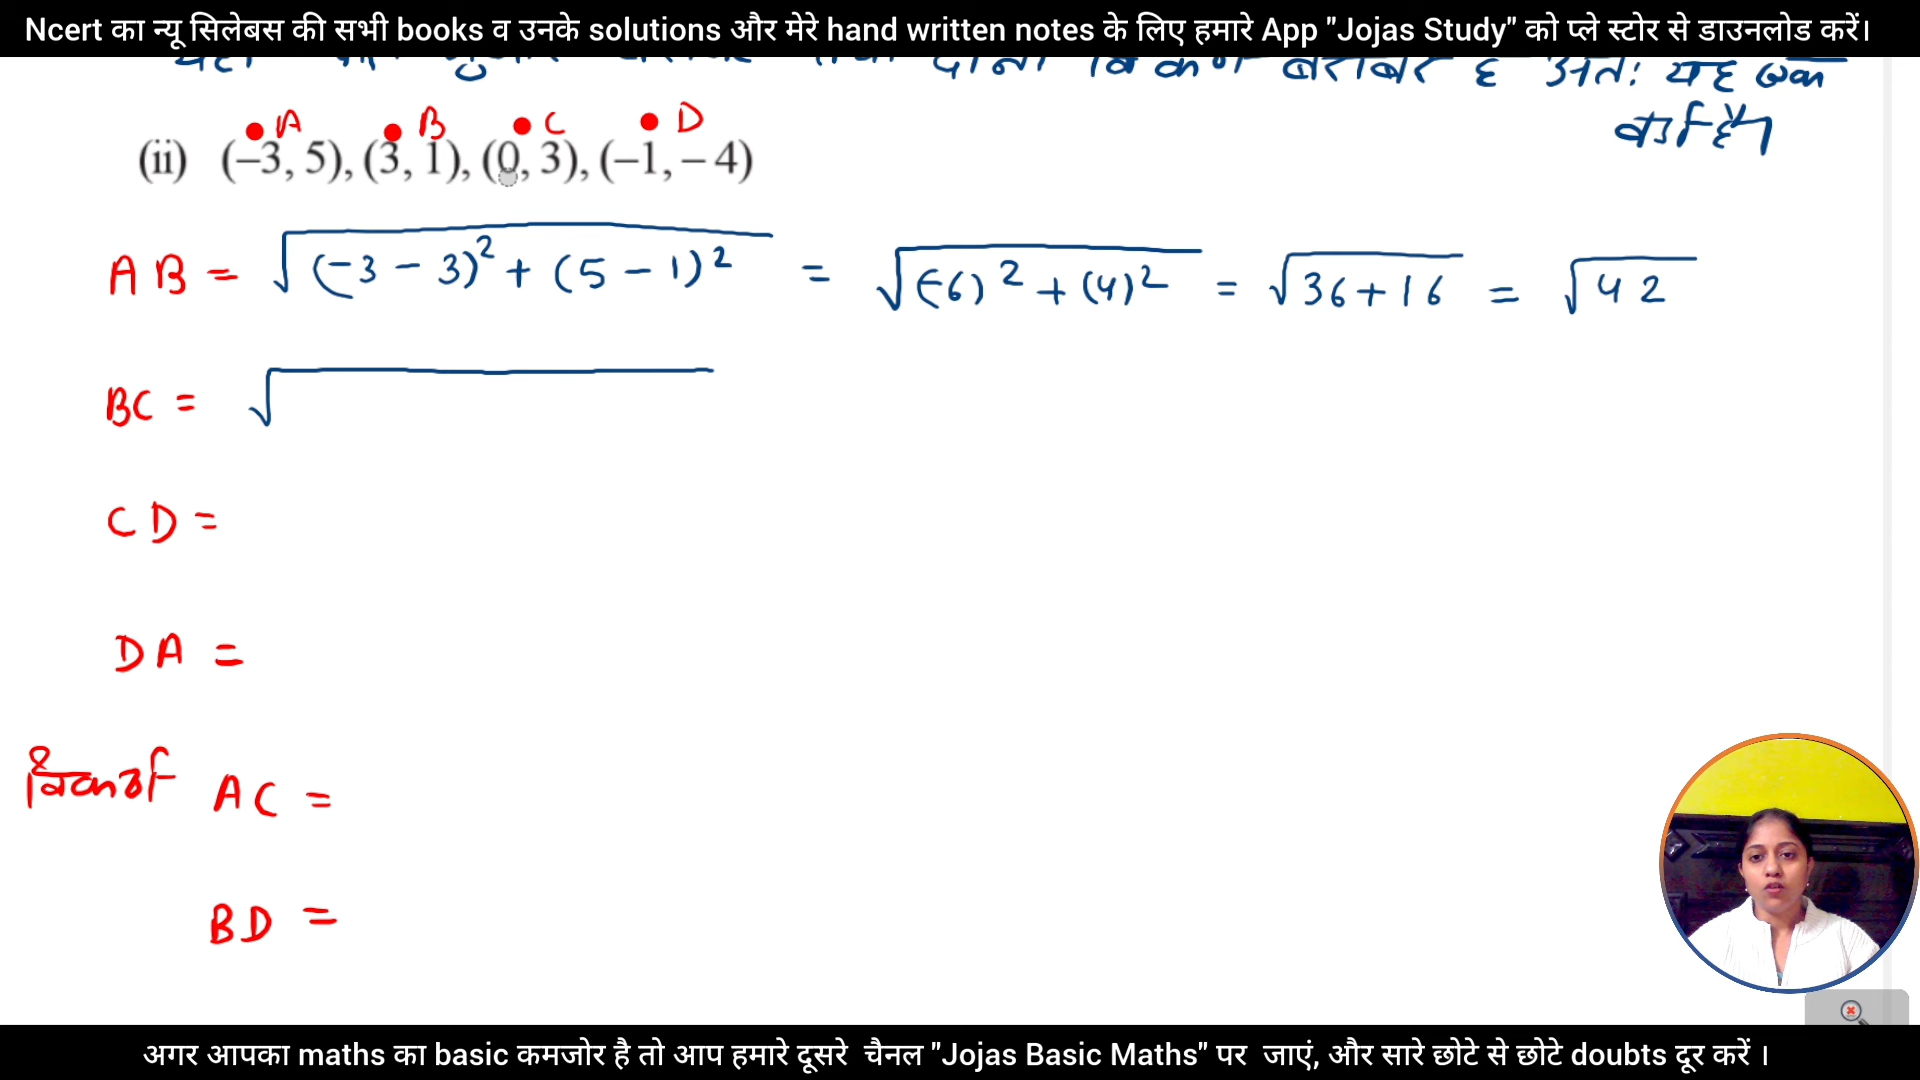 Ncert का न्यू सिलेबस की सभी books व उनके solutions और मेरे hand written notes के लिए हमारे App "Jojas Study" को प्ले स्टोर से डाउनलोड करें।
बराबर है अतः यह
A B C D
(ii) (–3, 5), (3, 1), (0, 3), (–1, – 4)
AB = √(-3 - 3)² + (5 - 1)² = √(-6)² + (4)² = √36+16 = √42
BC = √
CD =
DA =
विकर्ण AC =
BD =
अगर आपका maths का basic कमजोर है तो आप हमारे दूसरे चैनल "Jojas Basic Maths" पर जाएं, और सारे छोटे से छोटे doubts दूर करें ।